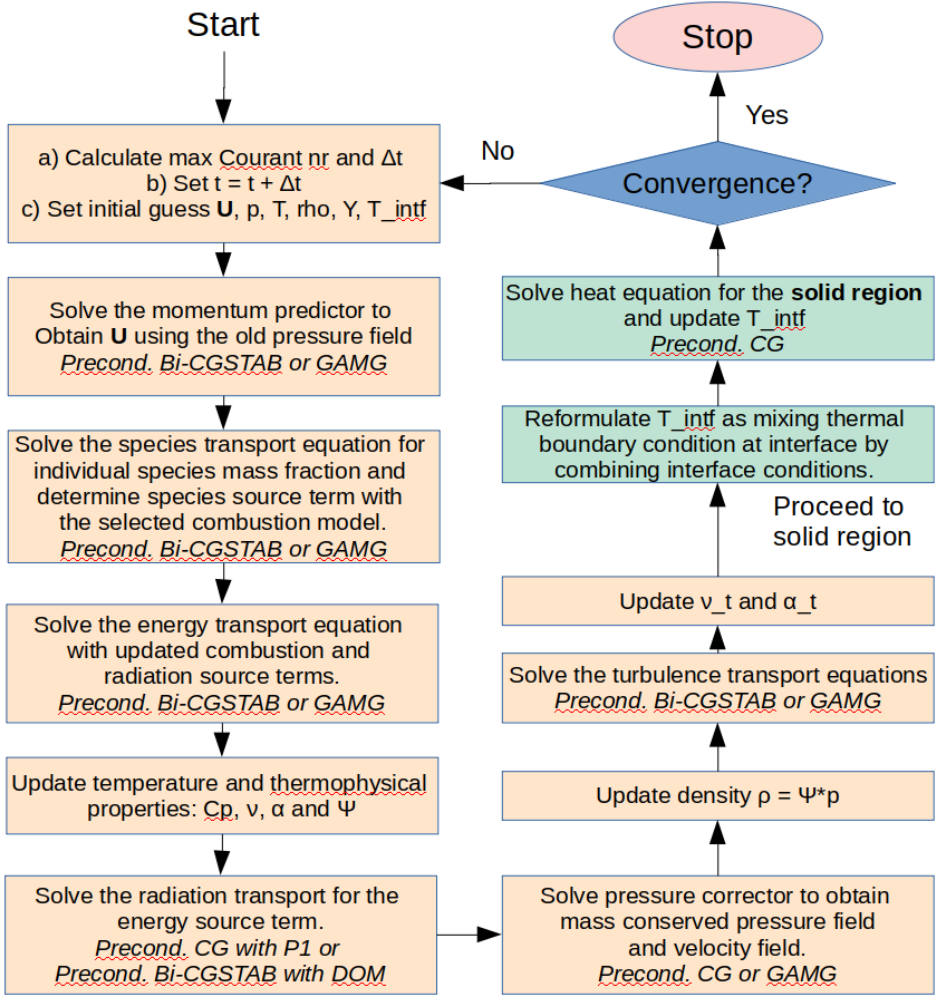 Start
a) Calculate max Courant nr and Δt
b) Set t = t + Δt
c) Set initial guess U, p, T, rho, Y, T_intf
Solve the momentum predictor to
Obtain U using the old pressure field
Precond. Bi-CGSTAB or GAMG
Solve the species transport equation for
individual species mass fraction and
determine species source term with
the selected combustion model.
Precond. Bi-CGSTAB or GAMG
Solve the energy transport equation
with updated combustion and
radiation source terms.
Precond. Bi-CGSTAB or GAMG
Update temperature and thermophysical
properties: Cp, ν, α and Ψ
Solve the radiation transport for the
energy source term.
Precond. CG with P1 or
Precond. Bi-CGSTAB with DOM
Solve pressure corrector to obtain
mass conserved pressure field
and velocity field.
Precond. CG or GAMG
Update density ρ = Ψ*p
Solve the turbulence transport equations
Precond. Bi-CGSTAB or GAMG
Update ν_t and α_t
Proceed to
solid region
Reformulate T_intf as mixing thermal
boundary condition at interface by
combining interface conditions.
Solve heat equation for the solid region
and update T_intf
Precond. CG
Convergence?
No
Yes
Stop